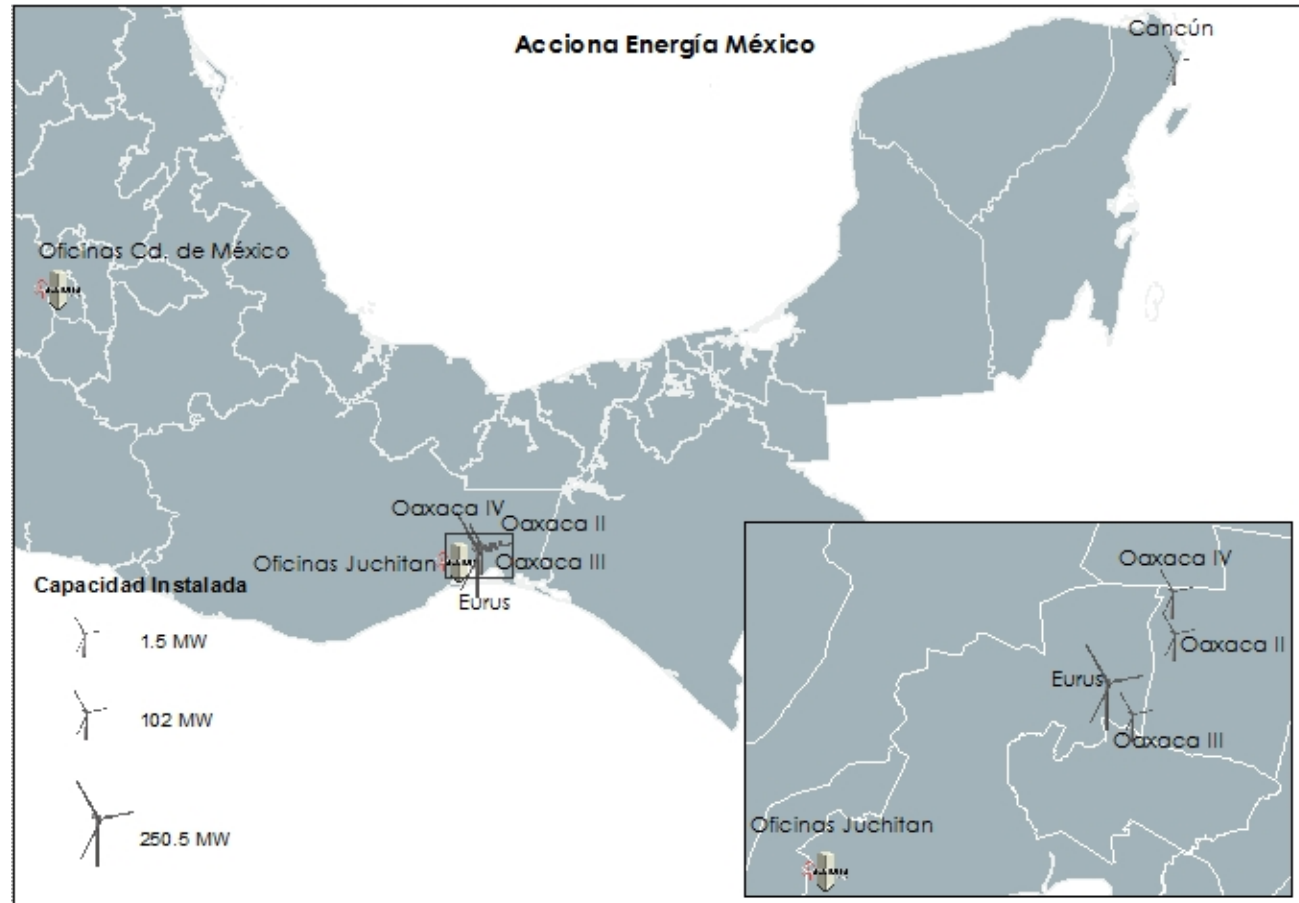 Acciona Energía México
Cancún
Oficinas Cd. de México
Oaxaca IV
Oaxaca II
Oficinas Juchitan
Oaxaca III
Eurus
Capacidad Instalada
1.5 MW
102 MW
250.5 MW
Oaxaca IV
Oaxaca II
Eurus
Oaxaca III
Oficinas Juchitan